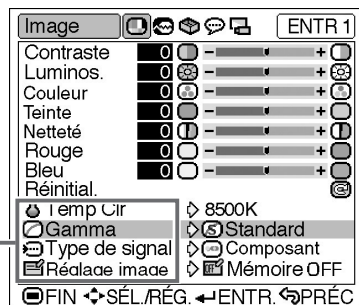 Image ENTR 1
Contraste 0 - +
Luminos. 0 - +
Couleur 0 - +
Teinte 0 - +
Netteté 0 - +
Rouge 0 - +
Bleu 0 - +
Réinitial.
Temp Clr 8500K
Gamma S Standard
Type de signal Composant
Réglage image Mémoire OFF
FIN SÉL./RÉG. ENTR. PRÉC